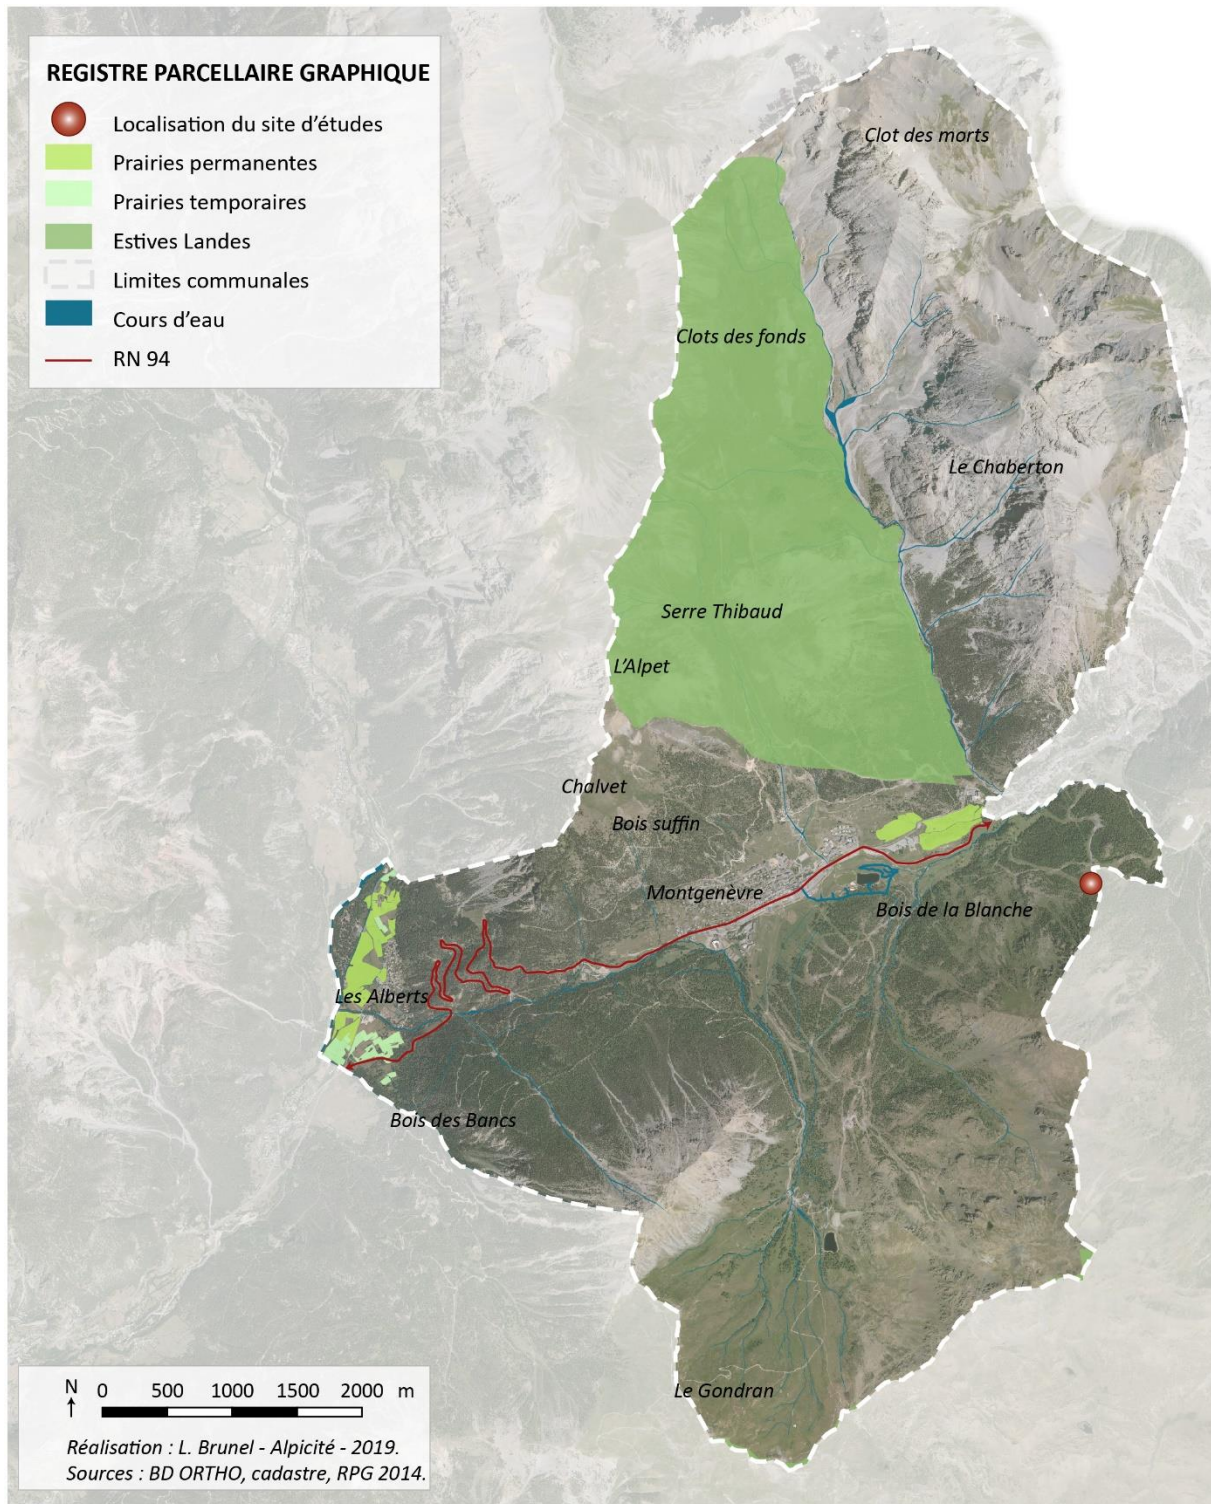 REGISTRE PARCELLAIRE GRAPHIQUE
Localisation du site d'études
Prairies permanentes
Prairies temporaires
Estives Landes
Limites communales
Cours d'eau
RN 94
Clot des morts
Clots des fonds
Le Chaberton
Serre Thibaud
L'Alpet
Chalvet
Bois suffin
Montgenèvre
Bois de la Blanche
Les Alberts
Bois des Bancs
Le Gondran
N 0 500 1000 1500 2000 m
Réalisation : L. Brunel - Alpicité - 2019.
Sources : BD ORTHO, cadastre, RPG 2014.